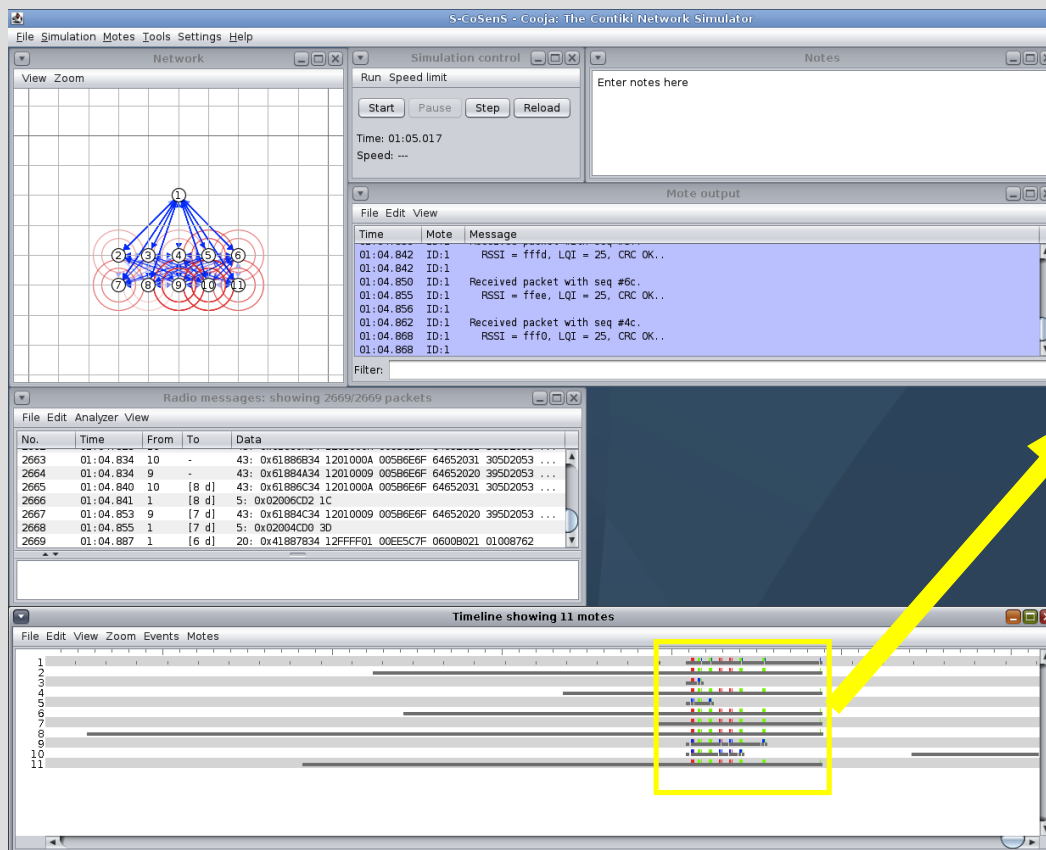 S-CoSenS - Cooja: The Contiki Network Simulator
File Simulation Motes Tools Settings Help
Network
View Zoom
1
2 3 4 5 6
7 8 9 10 11
Simulation control
Run Speed limit
Start Pause Step Reload
Time: 01:05.017
Speed: ---
Notes
Enter notes here
Mote output
File Edit View
Time Mote Message
01:04.842 ID:1 RSSI = fffd, LQI = 25, CRC OK..
01:04.842 ID:1
01:04.850 ID:1 Received packet with seq #6c.
01:04.855 ID:1 RSSI = ffee, LQI = 25, CRC OK..
01:04.856 ID:1
01:04.862 ID:1 Received packet with seq #4c.
01:04.868 ID:1 RSSI = fff0, LQI = 25, CRC OK..
01:04.868 ID:1
Filter:
Radio messages: showing 2669/2669 packets
File Edit Analyzer View
No. Time From To Data
2663 01:04.834 10 - 43: 0x61886B34 1201000A 005B6E6F 64652031 305D2053 ...
2664 01:04.834 9 - 43: 0x61884A34 12010009 005B6E6F 64652020 395D2053 ...
2665 01:04.840 10 [8 d] 43: 0x61886C34 1201000A 005B6E6F 64652031 305D2053 ...
2666 01:04.841 1 [8 d] 5: 0x02006CD2 1C
2667 01:04.853 9 [7 d] 43: 0x61884C34 12010009 005B6E6F 64652020 395D2053 ...
2668 01:04.855 1 [7 d] 5: 0x02004CD0 3D
2669 01:04.887 1 [6 d] 20: 0x41887834 12FFFF01 00EE5C7F 0600B021 01008762
Timeline showing 11 motes
File Edit View Zoom Events Motes
1
2
3
4
5
6
7
8
9
10
11